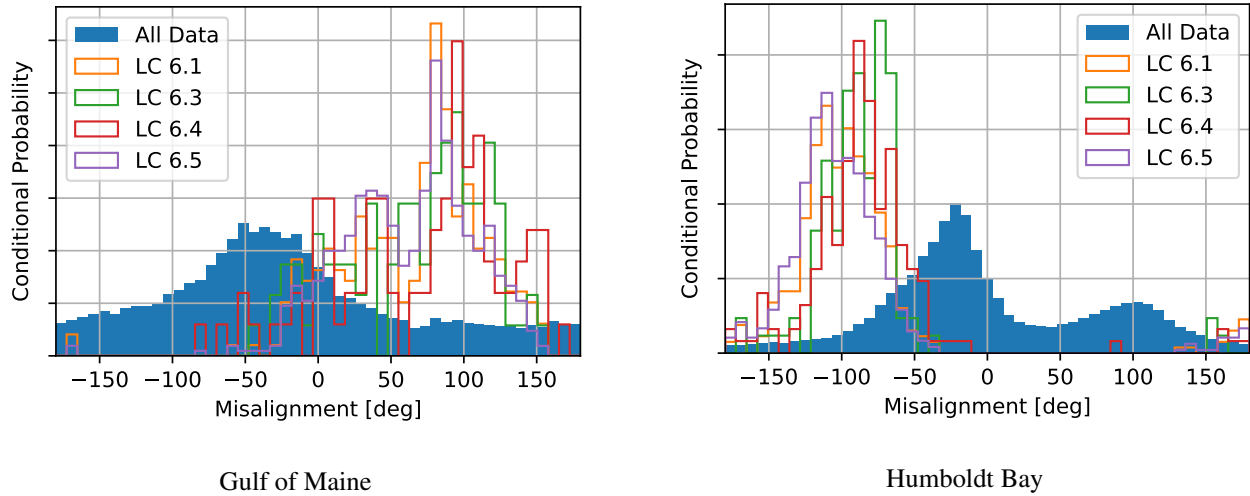 All Data
LC 6.1
LC 6.3
LC 6.4
LC 6.5
Conditional Probability
−150 −100 −50 0 50 100 150
Misalignment [deg]
Gulf of Maine
All Data
LC 6.1
LC 6.3
LC 6.4
LC 6.5
Conditional Probability
−150 −100 −50 0 50 100 150
Misalignment [deg]
Humboldt Bay